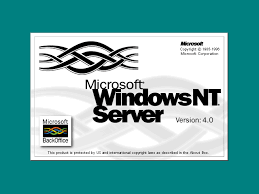 Microsoft
Copyright © 1985-1996
Microsoft Corporation
Microsoft
Windows NT
Server
Version: 4.0
Microsoft
BackOffice
This product is protected by US and international copyright laws as described in the About Box.